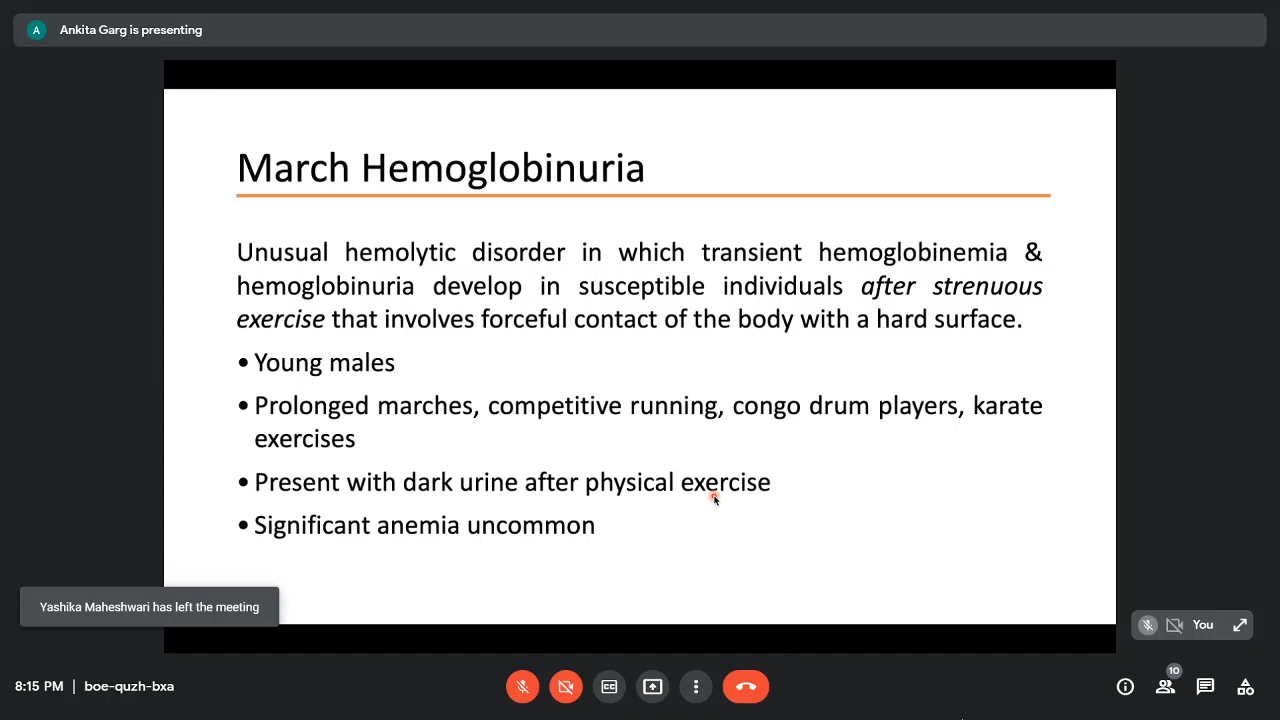 A Ankita Garg is presenting
March Hemoglobinuria
Unusual hemolytic disorder in which transient hemoglobinemia &
hemoglobinuria develop in susceptible individuals after strenuous
exercise that involves forceful contact of the body with a hard surface.
• Young males
• Prolonged marches, competitive running, congo drum players, karate
exercises
• Present with dark urine after physical exercise
• Significant anemia uncommon
Yashika Maheshwari has left the meeting
You
8:15 PM | boe-quzh-bxa
CC
10